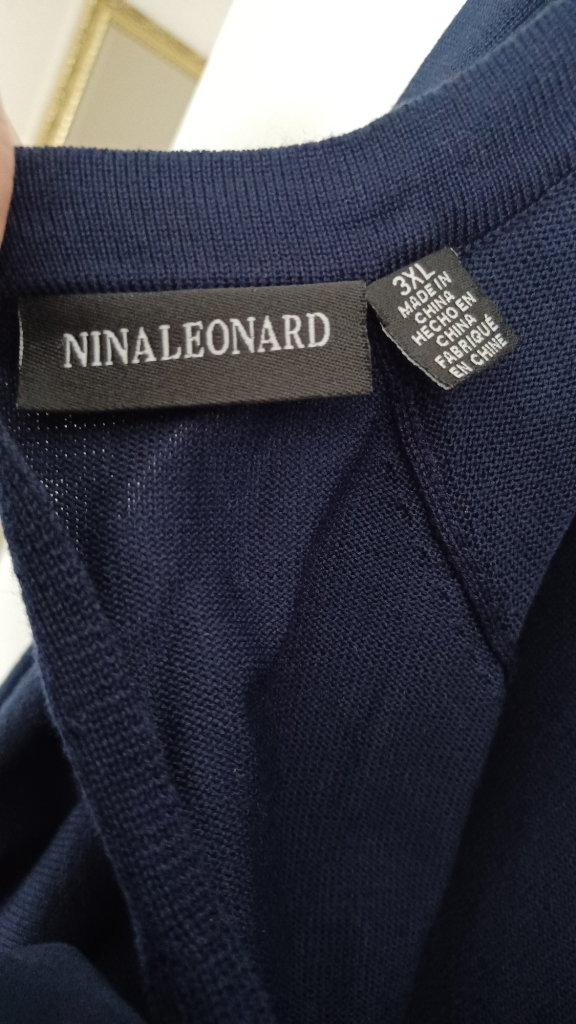 NINALEONARD
3XL
MADE IN
CHINA
HECHO EN
CHINA
FABRIQUÉ
EN CHINE